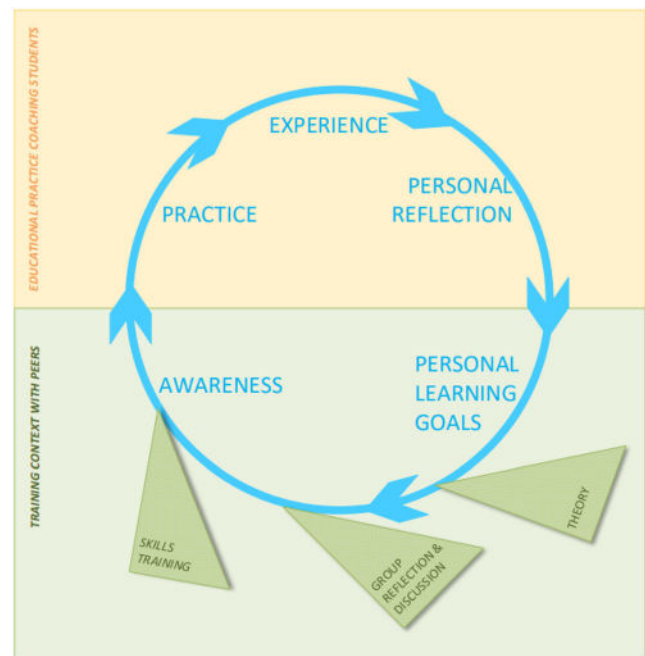 EDUCATIONAL PRACTICE COACHING STUDENTS
EXPERIENCE
PERSONAL
REFLECTION
PRACTICE
TRAINING CONTEXT WITH PEERS
PERSONAL
LEARNING
GOALS
AWARENESS
THEORY
GROUP
REFLECTION &
DISCUSSION
SKILLS
TRAINING